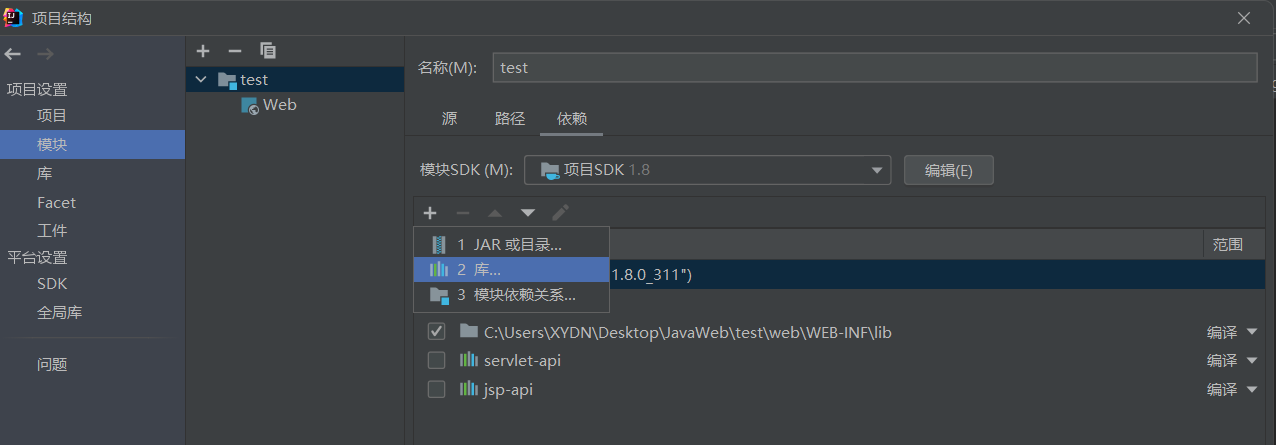 项目结构
项目设置
项目
模块
库
Facet
工件
平台设置
SDK
全局库
问题
test
Web
名称(M): test
源 路径 依赖
模块SDK (M): 项目SDK 1.8 编辑(E)
1 JAR 或目录...
2 库...
3 模块依赖关系...
范围
1.8.0_311")
C:\Users\XYDN\Desktop\JavaWeb\test\web\WEB-INF\lib 编译
servlet-api 编译
jsp-api 编译